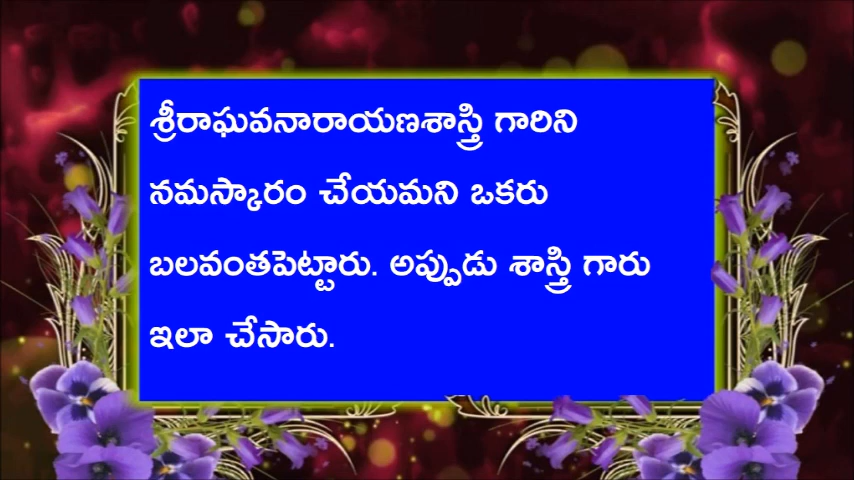 శ్రీరాఘవనారాయణశాస్త్రి గారిని
నమస్కారం చేయమని ఒకరు
బలవంతపెట్టారు. అప్పుడు శాస్త్రి గారు
ఇలా చేసారు.